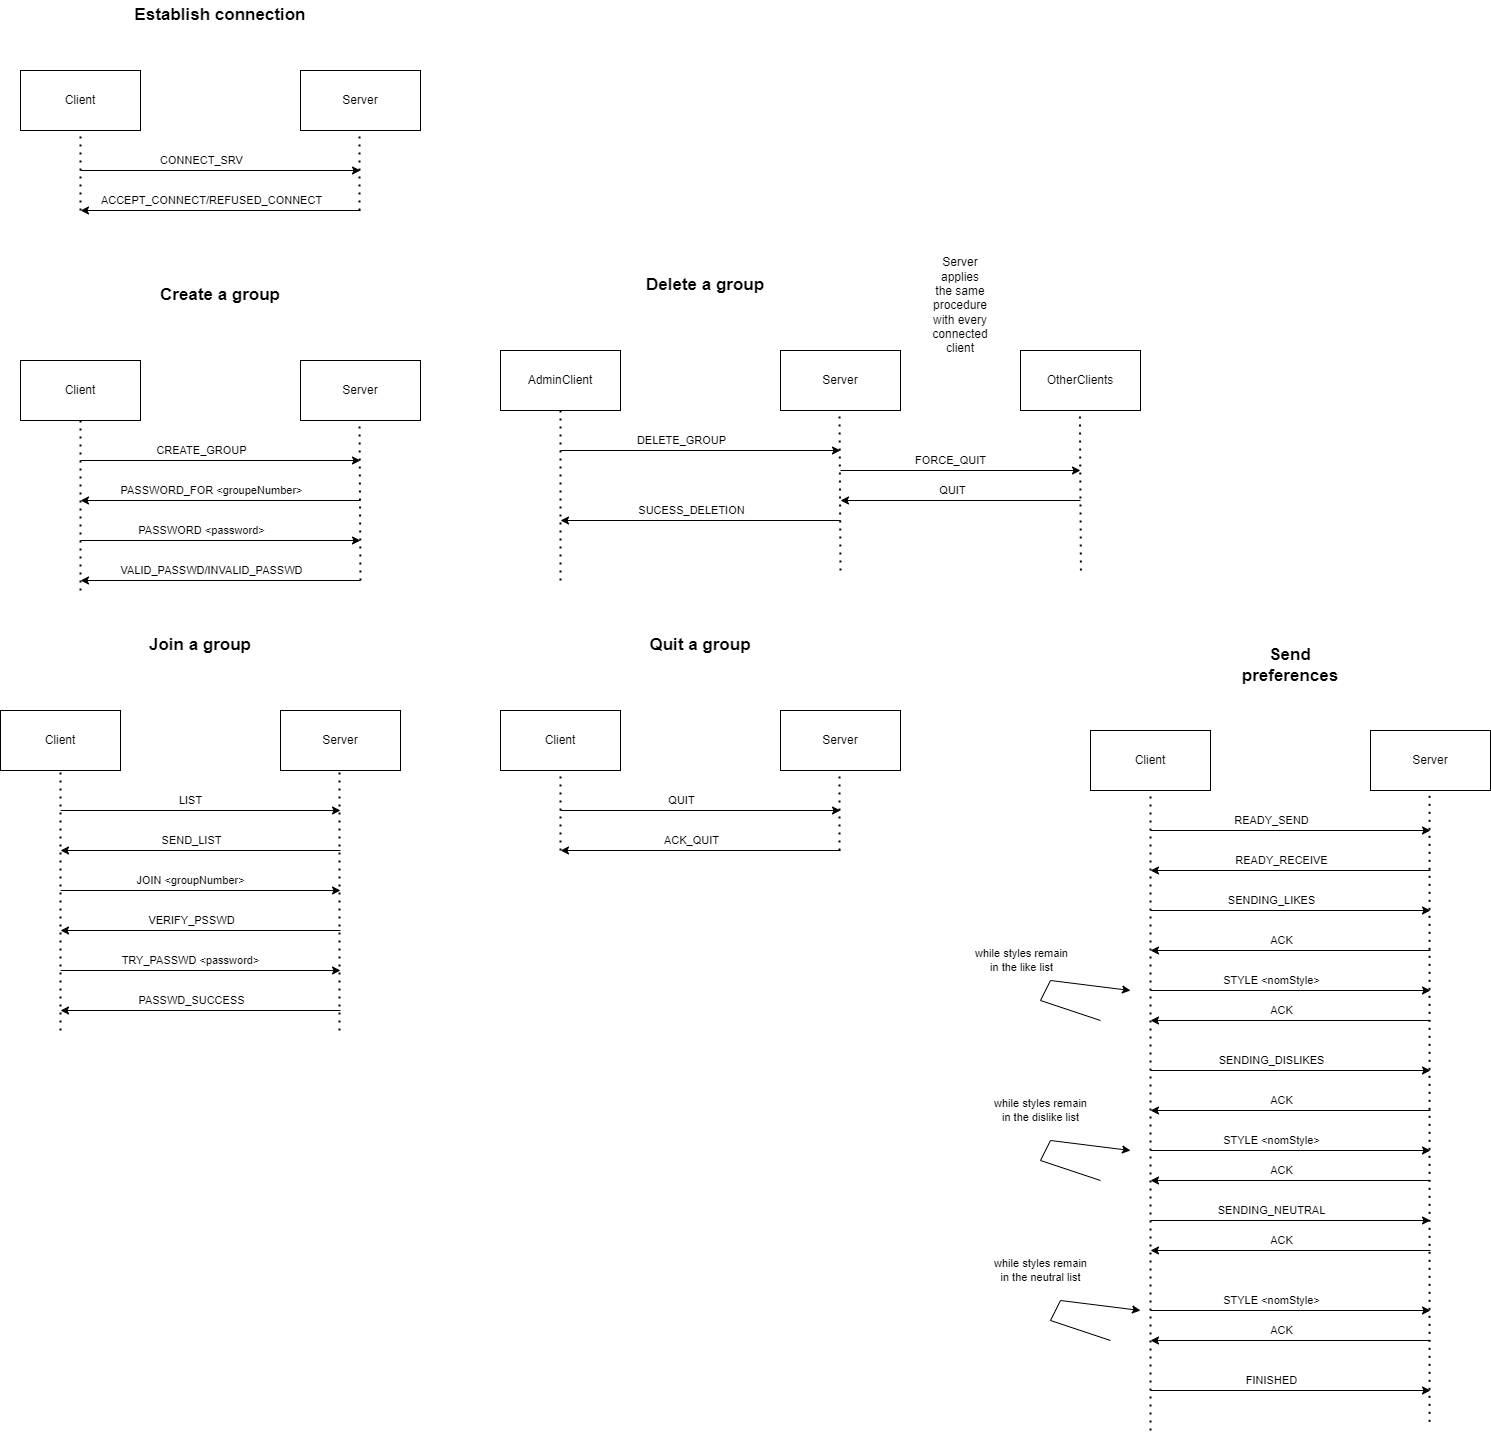 Establish connection
Client
Server
CONNECT_SRV
ACCEPT_CONNECT/REFUSED_CONNECT
Create a group
Client
Server
CREATE_GROUP
PASSWORD_FOR <groupeNumber>
PASSWORD <password>
VALID_PASSWD/INVALID_PASSWD
Delete a group
Server
applies
the same
procedure
with every
connected
client
AdminClient
Server
OtherClients
DELETE_GROUP
FORCE_QUIT
QUIT
SUCESS_DELETION
Join a group
Client
Server
LIST
SEND_LIST
JOIN <groupNumber>
VERIFY_PSSWD
TRY_PASSWD <password>
PASSWD_SUCCESS
Quit a group
Client
Server
QUIT
ACK_QUIT
Send
preferences
Client
Server
READY_SEND
READY_RECEIVE
SENDING_LIKES
ACK
while styles remain
in the like list
STYLE <nomStyle>
ACK
SENDING_DISLIKES
ACK
while styles remain
in the dislike list
STYLE <nomStyle>
ACK
SENDING_NEUTRAL
ACK
while styles remain
in the neutral list
STYLE <nomStyle>
ACK
FINISHED